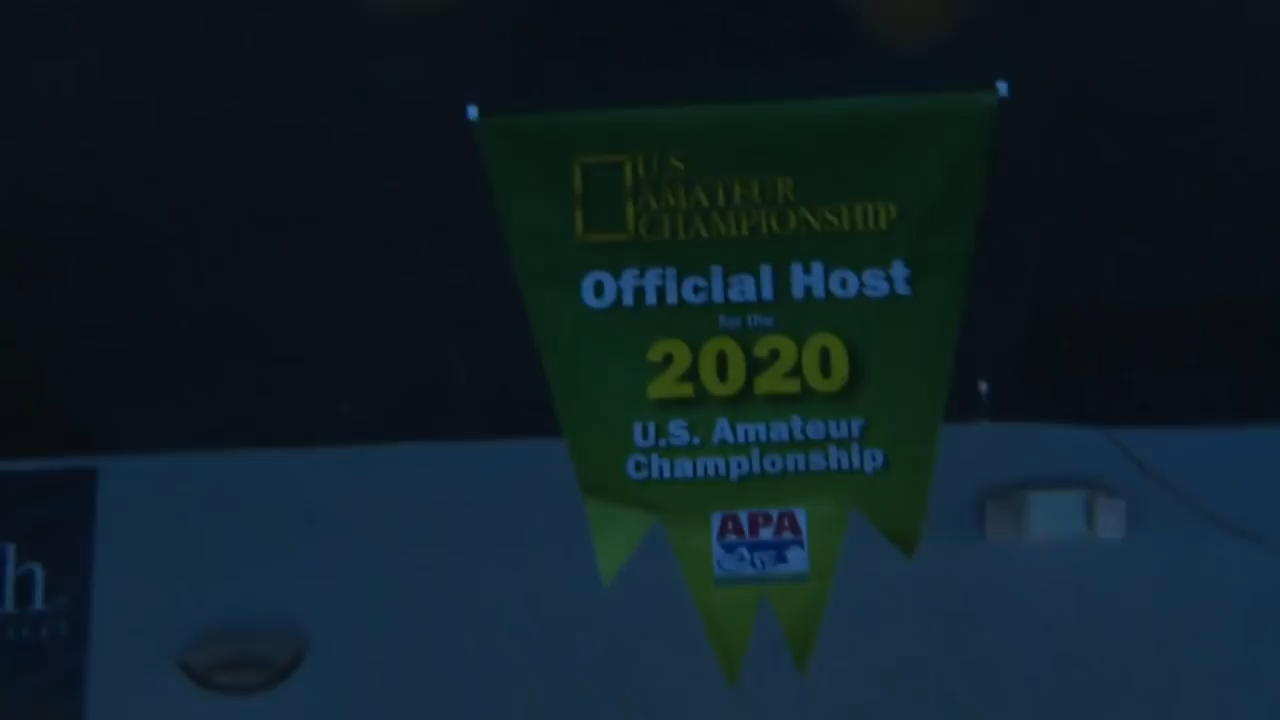 U.S.
AMATEUR
CHAMPIONSHIP
Official Host
for the
2020
U.S. Amateur
Championship
APA
h